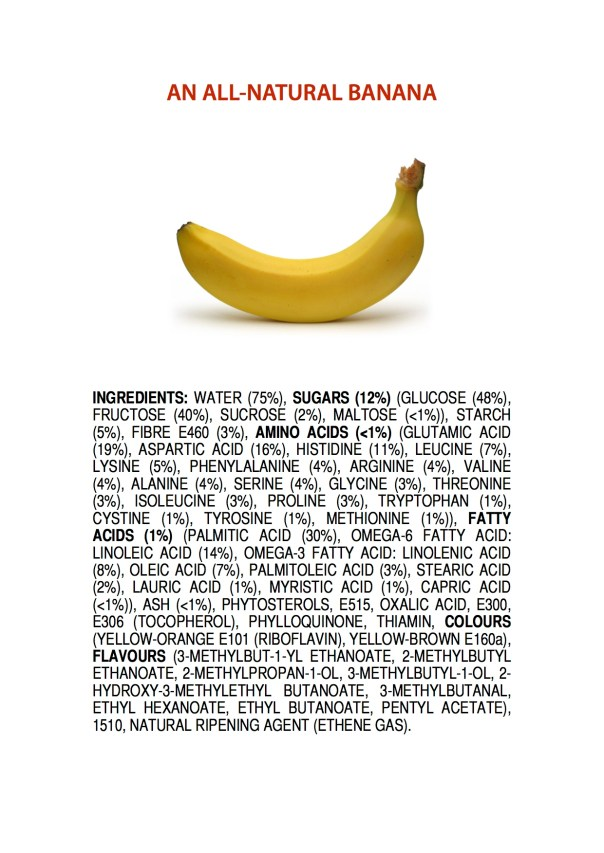 AN ALL-NATURAL BANANA
INGREDIENTS: WATER (75%), SUGARS (12%) (GLUCOSE (48%),
FRUCTOSE (40%), SUCROSE (2%), MALTOSE (<1%)), STARCH
(5%), FIBRE E460 (3%), AMINO ACIDS (<1%) (GLUTAMIC ACID
(19%), ASPARTIC ACID (16%), HISTIDINE (11%), LEUCINE (7%),
LYSINE (5%), PHENYLALANINE (4%), ARGININE (4%), VALINE
(4%), ALANINE (4%), SERINE (4%), GLYCINE (3%), THREONINE
(3%), ISOLEUCINE (3%), PROLINE (3%), TRYPTOPHAN (1%),
CYSTINE (1%), TYROSINE (1%), METHIONINE (1%)), FATTY
ACIDS (1%) (PALMITIC ACID (30%), OMEGA-6 FATTY ACID:
LINOLEIC ACID (14%), OMEGA-3 FATTY ACID: LINOLENIC ACID
(8%), OLEIC ACID (7%), PALMITOLEIC ACID (3%), STEARIC ACID
(2%), LAURIC ACID (1%), MYRISTIC ACID (1%), CAPRIC ACID
(<1%)), ASH (<1%), PHYTOSTEROLS, E515, OXALIC ACID, E300,
E306 (TOCOPHEROL), PHYLLOQUINONE, THIAMIN, COLOURS
(YELLOW-ORANGE E101 (RIBOFLAVIN), YELLOW-BROWN E160a),
FLAVOURS (3-METHYLBUT-1-YL ETHANOATE, 2-METHYLBUTYL
ETHANOATE, 2-METHYLPROPAN-1-OL, 3-METHYLBUTYL-1-OL, 2-
HYDROXY-3-METHYLETHYL BUTANOATE, 3-METHYLBUTANAL,
ETHYL HEXANOATE, ETHYL BUTANOATE, PENTYL ACETATE),
1510, NATURAL RIPENING AGENT (ETHENE GAS).